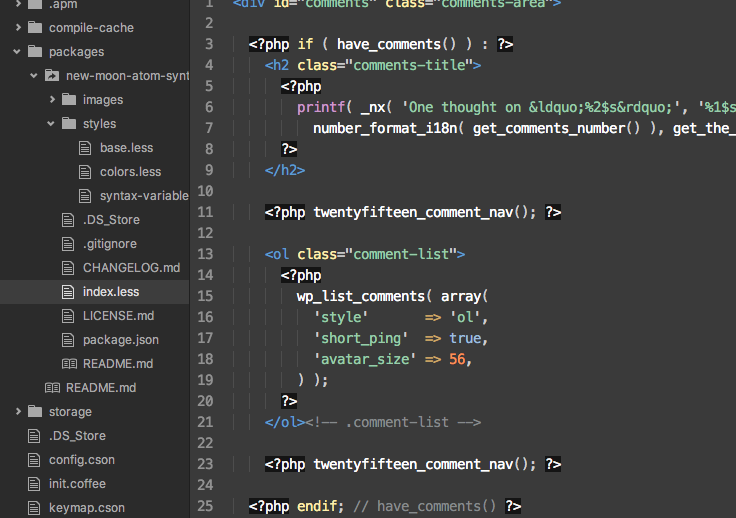 .apm
compile-cache
packages
new-moon-atom-synt
images
styles
base.less
colors.less
syntax-variable
.DS_Store
.gitignore
CHANGELOG.md
index.less
LICENSE.md
package.json
README.md
README.md
storage
.DS_Store
config.cson
init.coffee
keymap.cson
1 <div id="comments" class="comments-area">
2
3 <?php if ( have_comments() ) : ?>
4 <h2 class="comments-title">
5 <?php
6 printf( _nx( 'One thought on &ldquo;%2$s&rdquo;', '%1$s
7 number_format_i18n( get_comments_number() ), get_the_
8 ?>
9 </h2>
10
11 <?php twentyfifteen_comment_nav(); ?>
12
13 <ol class="comment-list">
14 <?php
15 wp_list_comments( array(
16 'style' => 'ol',
17 'short_ping' => true,
18 'avatar_size' => 56,
19 ) );
20 ?>
21 </ol><!-- .comment-list -->
22
23 <?php twentyfifteen_comment_nav(); ?>
24
25 <?php endif; // have_comments() ?>